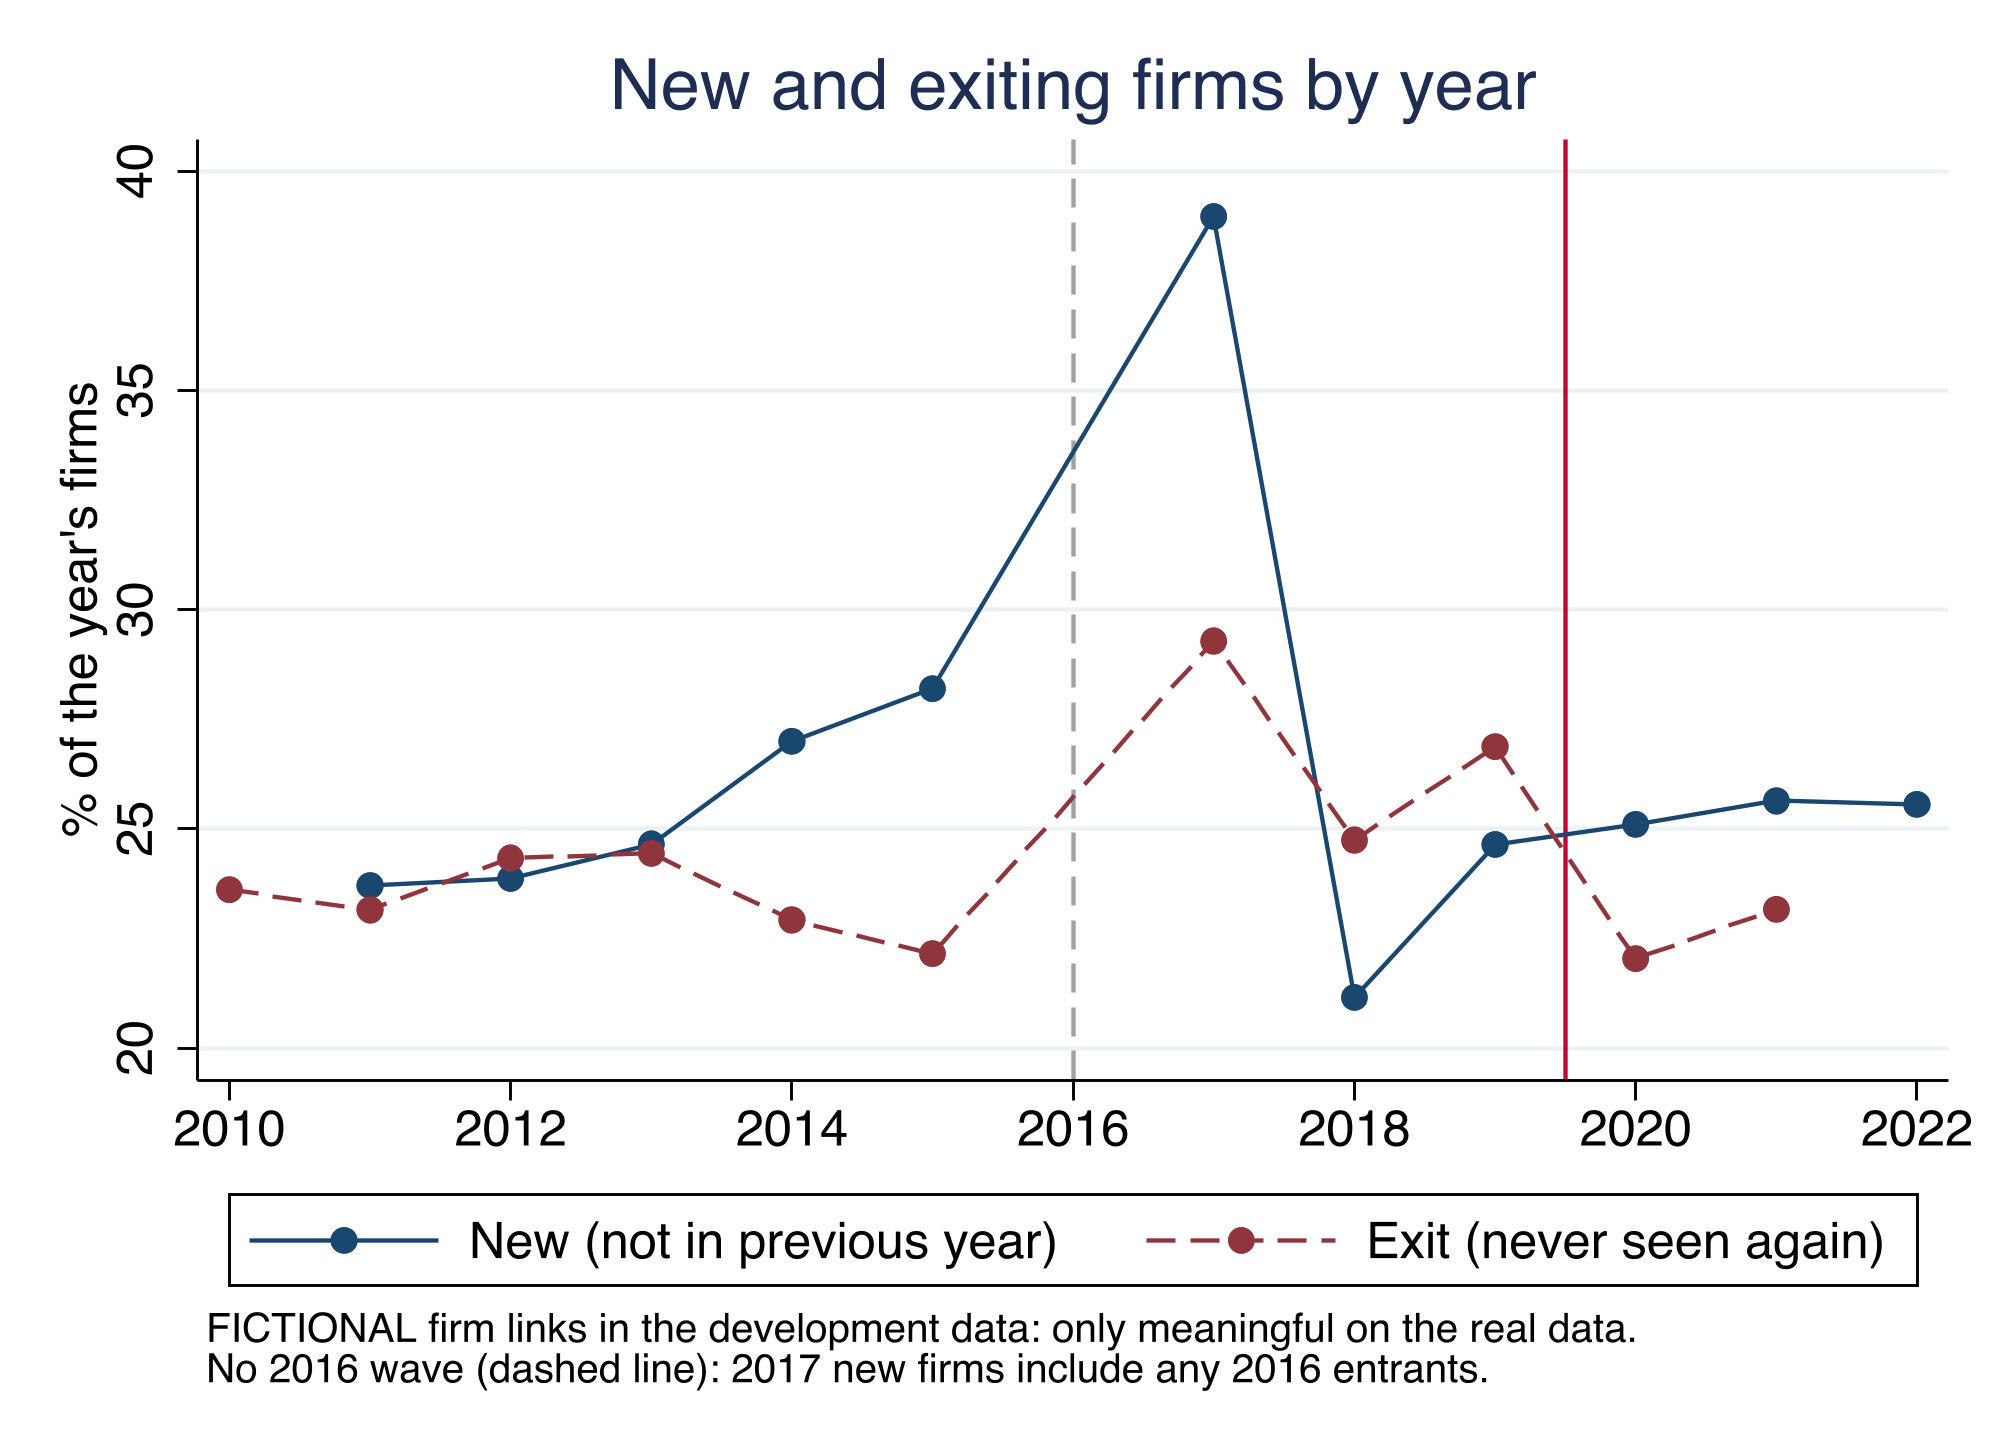 New and exiting firms by year
% of the year's firms
40
35
30
25
20
2010 2012 2014 2016 2018 2020 2022
New (not in previous year) Exit (never seen again)
FICTIONAL firm links in the development data: only meaningful on the real data.
No 2016 wave (dashed line): 2017 new firms include any 2016 entrants.